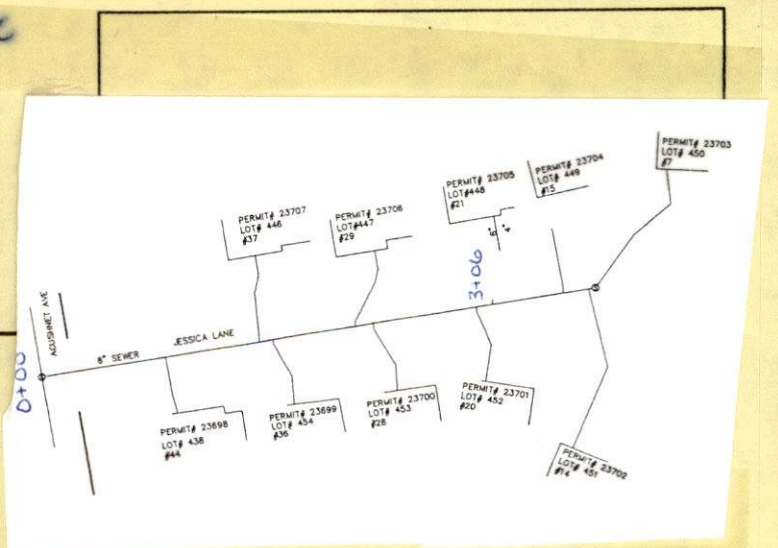 PERMIT# 23703
LOT# 450
#7
PERMIT# 23704
LOT# 449
#15
PERMIT# 23705
LOT#448
#21
6"
4"
PERMIT# 23706
LOT#447
#29
PERMIT# 23707
LOT# 446
#37
3+06
ACUSHNET AVE
JESSICA LANE
8" SEWER
0+00
PERMIT# 23698
LOT# 438
#44
PERMIT# 23699
LOT# 454
#36
PERMIT# 23700
LOT# 453
#28
PERMIT# 23701
LOT# 452
#20
PERMIT# 23702
LOT# 451
#14